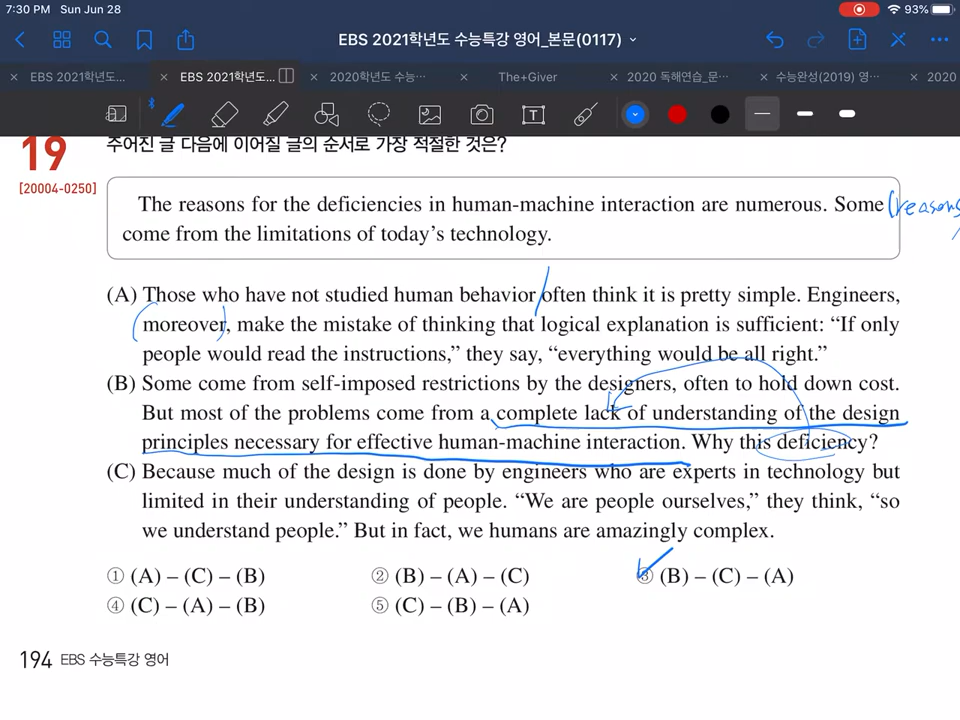 7:30 PM Sun Jun 28 93%
EBS 2021학년도 수능특강 영어_본문(0117)
EBS 2021학년도... EBS 2021학년도... 2020학년도 수능... The+Giver 2020 독해연습_문... 수능완성(2019) 영... 2020
19 주어진 글 다음에 이어질 글의 순서로 가장 적절한 것은?
[20004-0250]
The reasons for the deficiencies in human-machine interaction are numerous. Some (reasons
come from the limitations of today's technology.
(A) Those who have not studied human behavior often think it is pretty simple. Engineers,
moreover, make the mistake of thinking that logical explanation is sufficient: “If only
people would read the instructions,” they say, “everything would be all right.”
(B) Some come from self-imposed restrictions by the designers, often to hold down cost.
But most of the problems come from a complete lack of understanding of the design
principles necessary for effective human-machine interaction. Why this deficiency?
(C) Because much of the design is done by engineers who are experts in technology but
limited in their understanding of people. “We are people ourselves,” they think, “so
we understand people.” But in fact, we humans are amazingly complex.
① (A) – (C) – (B) ② (B) – (A) – (C) ③ (B) – (C) – (A)
④ (C) – (A) – (B) ⑤ (C) – (B) – (A)
194 EBS 수능특강 영어